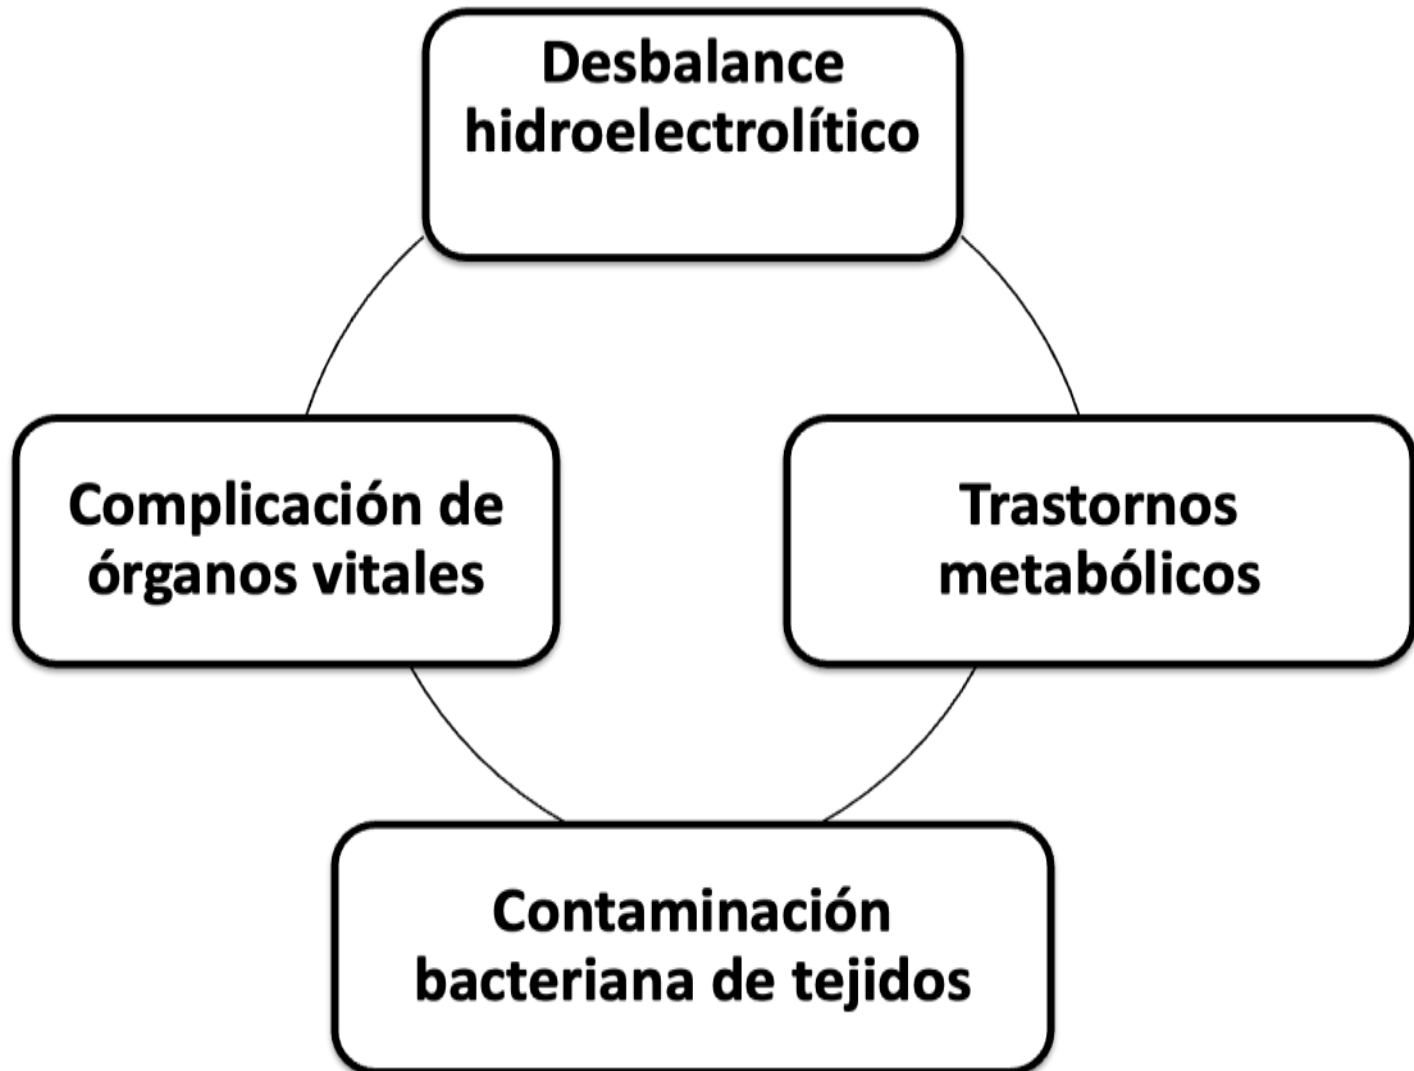 Desbalance
hidroelectrolítico
Complicación de
órganos vitales
Trastornos
metabólicos
Contaminación
bacteriana de tejidos